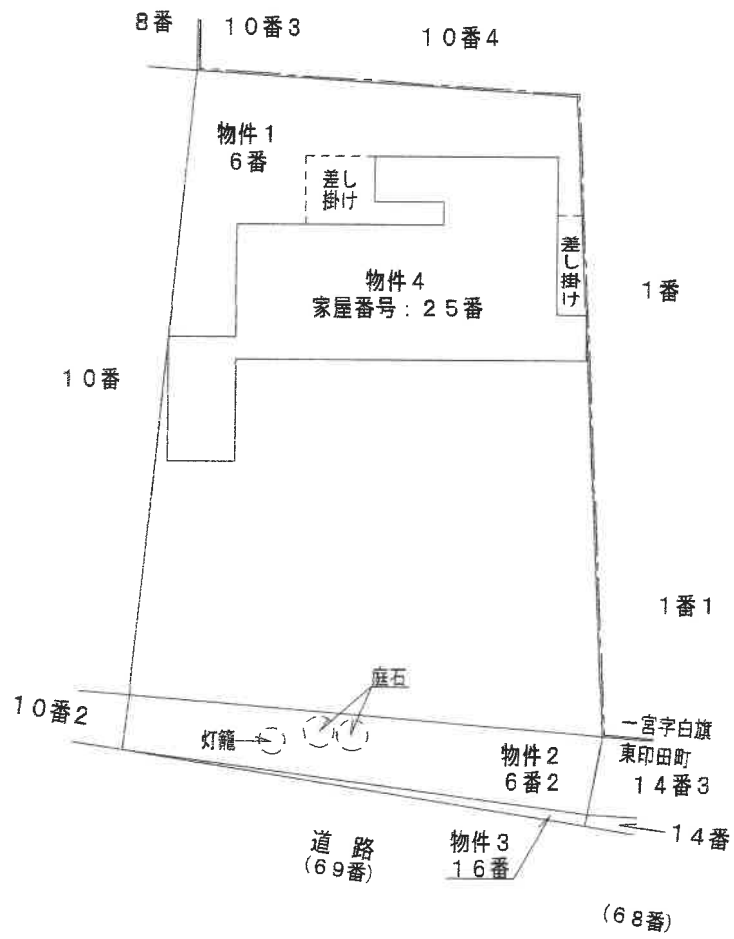 8番
10番3
10番4
物件1
6番
差し
掛け
差し掛け
物件4
家屋番号：25番
1番
10番
1番1
庭石
10番2
灯籠
一宮字白旗
東印田町
物件2
6番2
14番3
14番
物件3
16番
道路
(69番)
(68番)